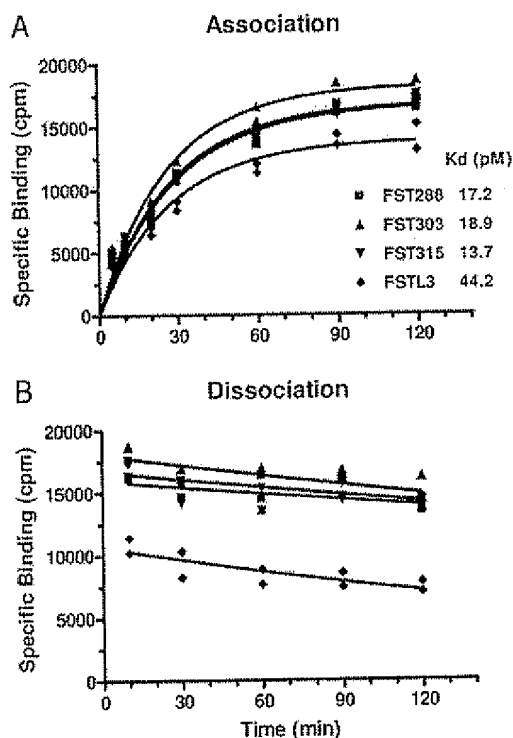 A
Association
Specific Binding (cpm)
20000
15000
10000
5000
0
0 30 60 90 120
Kd (pM)
FST288 17.2
FST303 18.9
FST315 13.7
FSTL3 44.2
B
Dissociation
Specific Binding (cpm)
20000
15000
10000
5000
0
0 30 60 90 120
Time (min)